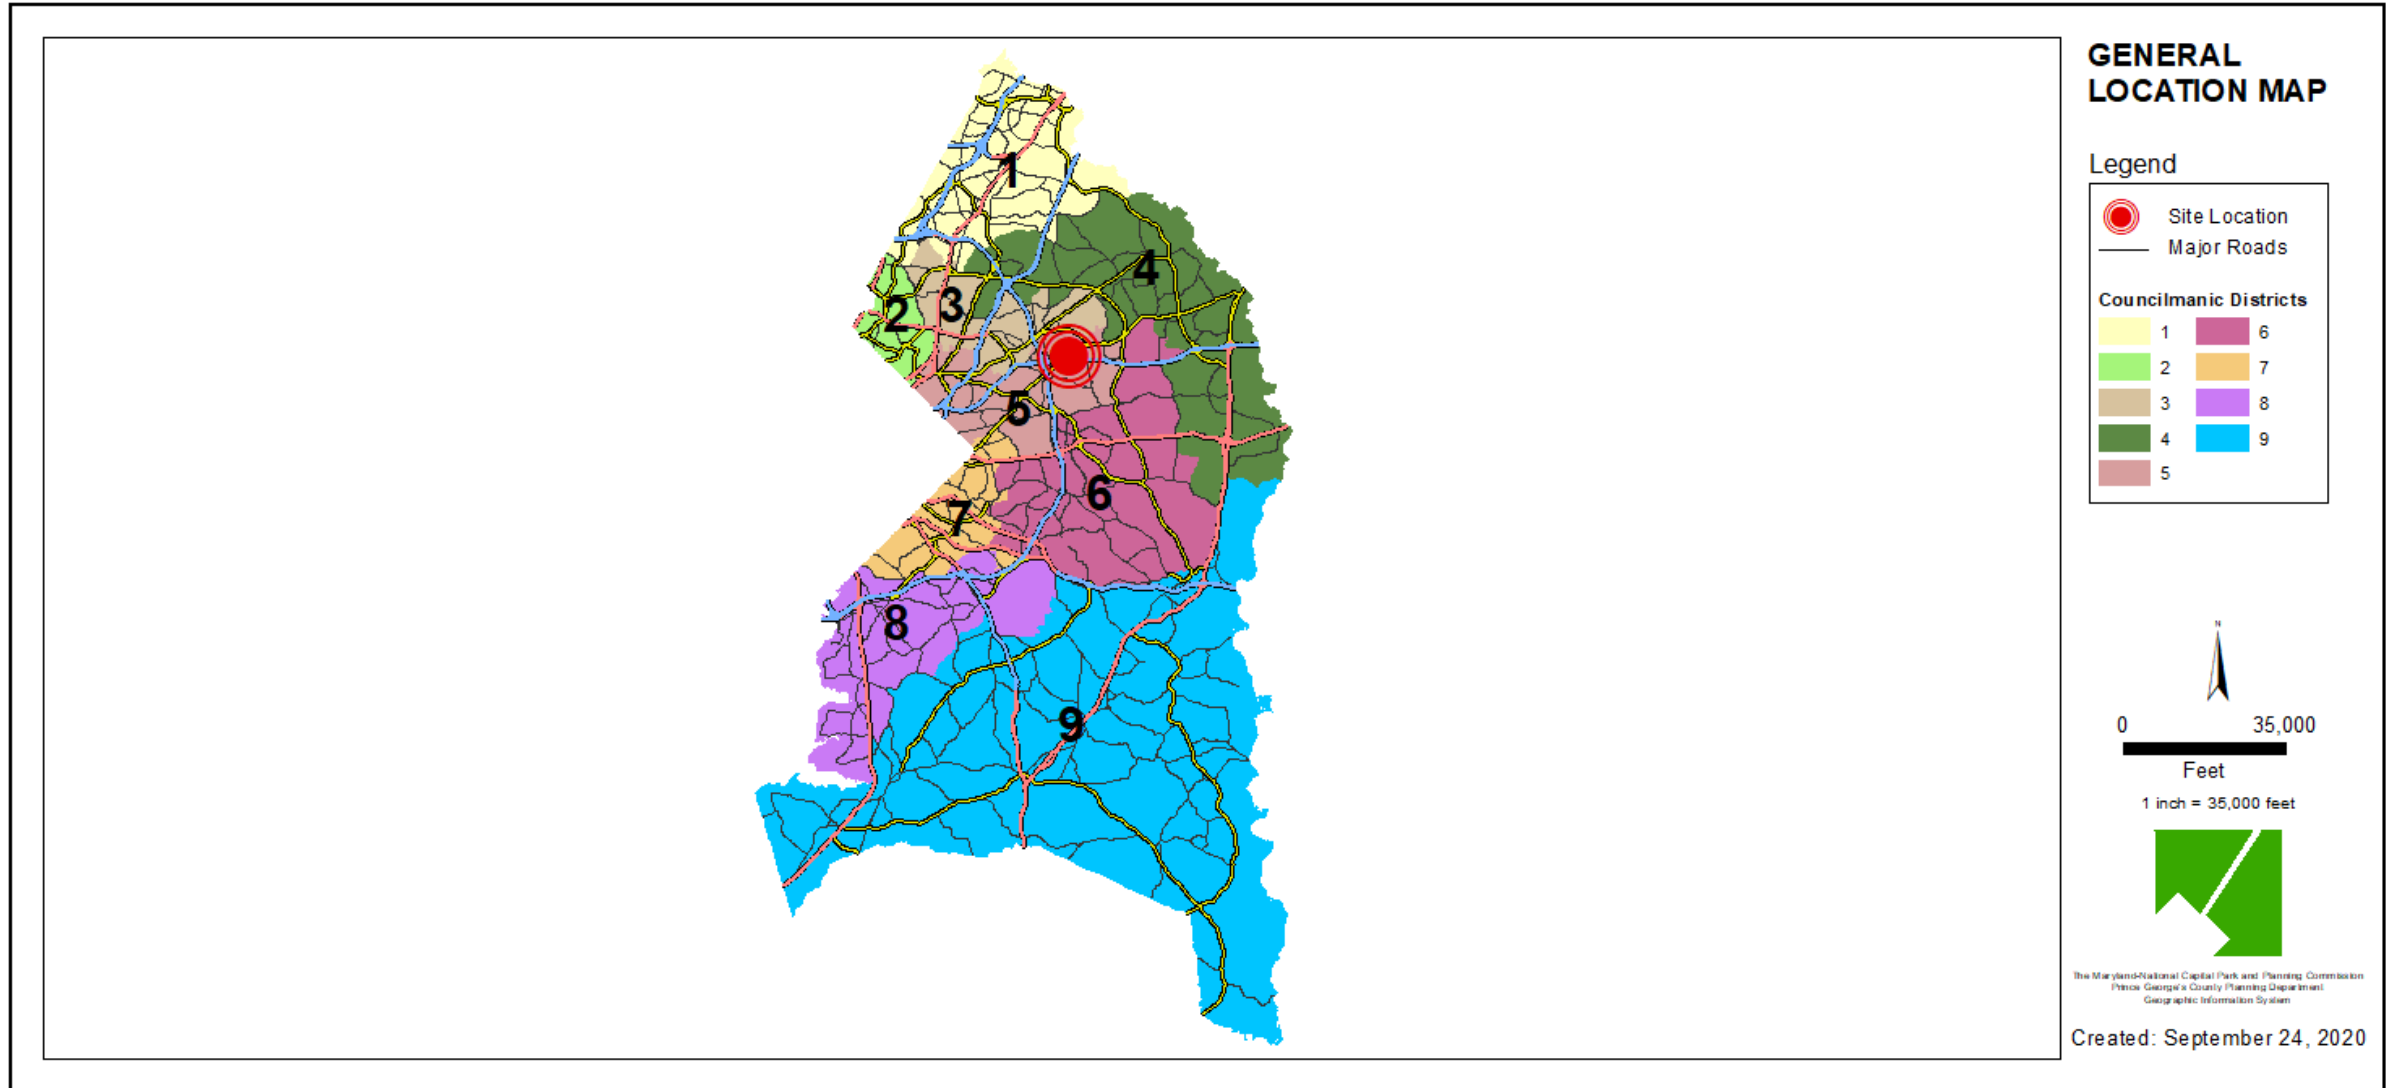 GENERAL
LOCATION MAP
Legend
Site Location
Major Roads
Councilmanic Districts
1 6
2 7
3 8
4 9
5
1
4
2
3
5
6
7
8
9
N
0 35,000
Feet
1 inch = 35,000 feet
The Maryland-National Capital Park and Planning Commission
Prince George's County Planning Department
Geographic Information System
Created: September 24, 2020